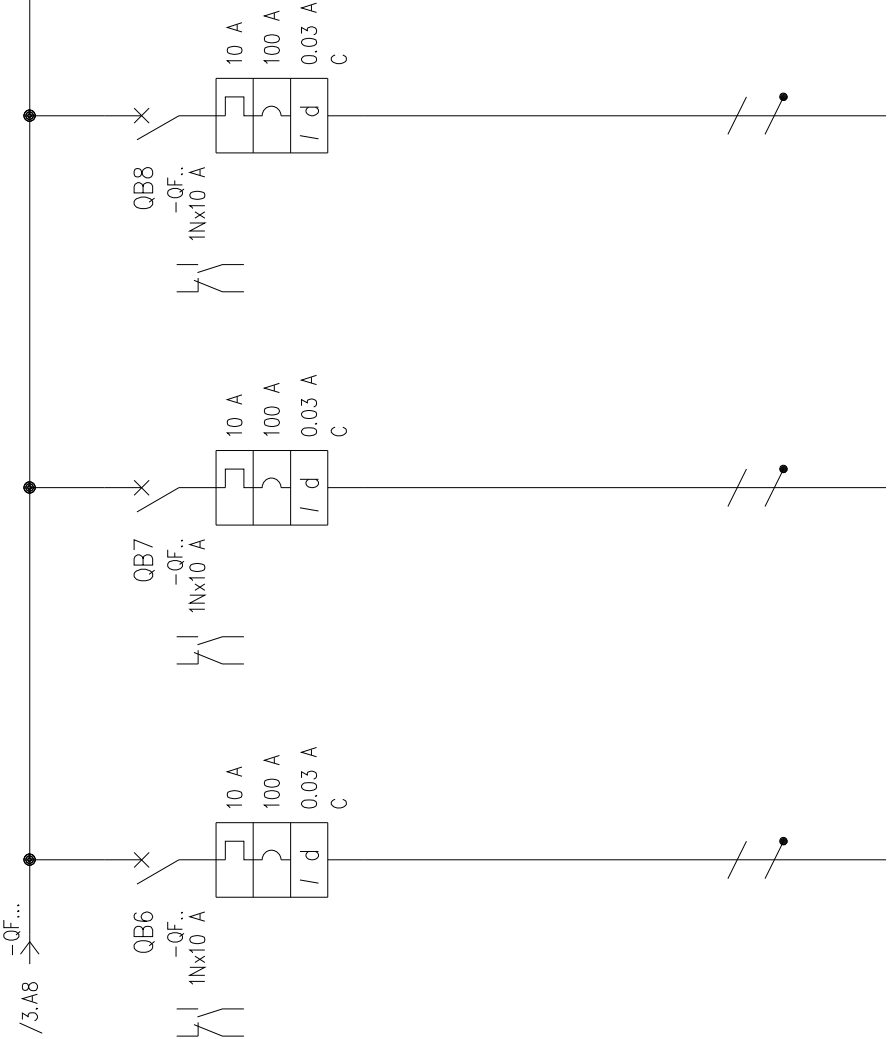 /3.A8
-QF...
QB6
-QF..
1Nx10 A
10 A
100 A
0.03 A
C
I d
QB7
-QF..
1Nx10 A
10 A
100 A
0.03 A
C
I d
QB8
-QF..
1Nx10 A
10 A
100 A
0.03 A
C
I d